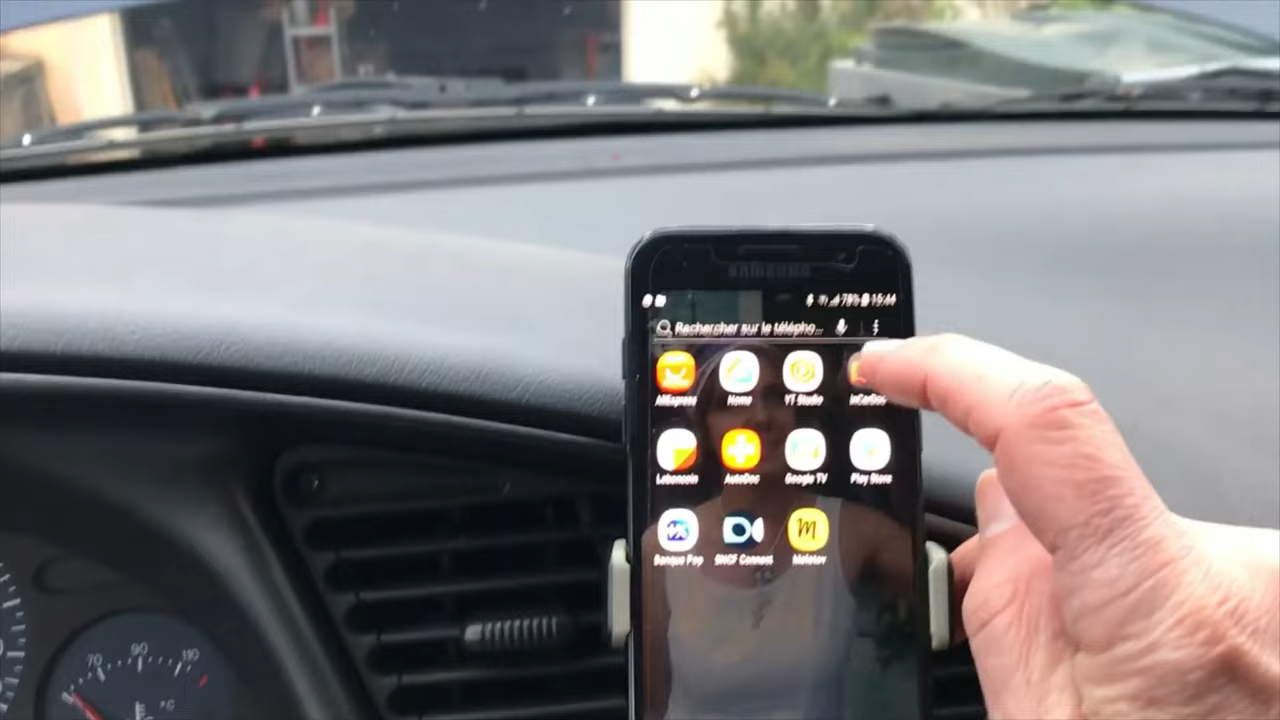 SAMSUNG
78% 15:44
Rechercher sur le télépho...
AliExpress Home YT Studio InCarDoc
Leboncoin AutoDoc Google TV Play Store
Banque Pop SNCF Connect Molotov
m
70 90 110
°C